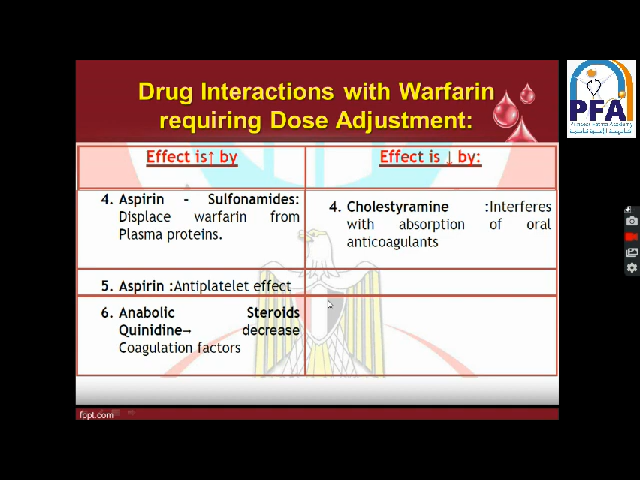 Drug Interactions with Warfarin
requiring Dose Adjustment:
PFA
Effect is↑ by
Effect is ↓ by:
4. Aspirin - Sulfonamides:
Displace warfarin from
Plasma proteins.
4. Cholestyramine :Interferes
with absorption of oral
anticoagulants
5. Aspirin :Antiplatelet effect
6. Anabolic Steroids
Quinidine→ decrease
Coagulation factors
fppt.com